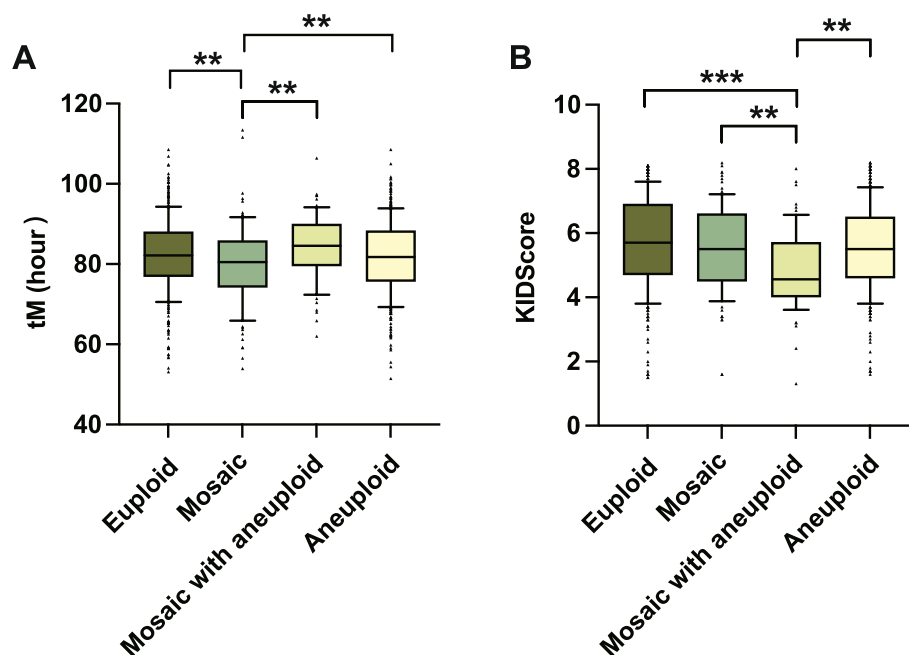 A
**
**
**
tM (hour )
120
100
80
60
40
Euploid
Mosaic
Mosaic with aneuploid
Aneuploid
B
**
***
**
KIDScore
10
8
6
4
2
0
Euploid
Mosaic
Mosaic with aneuploid
Aneuploid